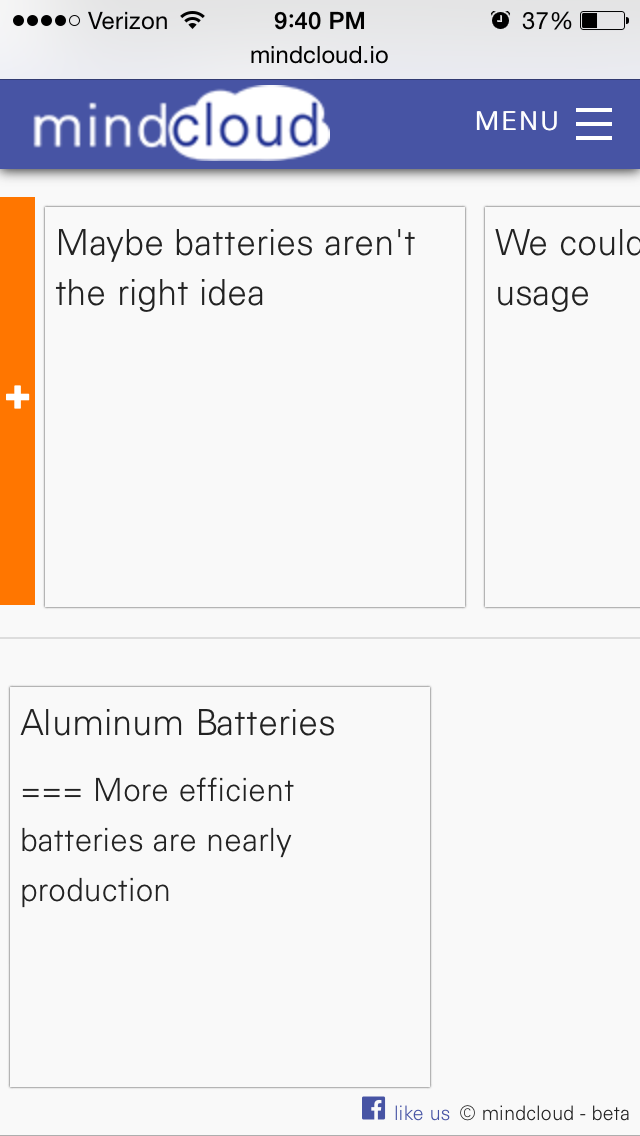 Verizon 9:40 PM 37%
mindcloud.io
mindcloud MENU
Maybe batteries aren't
the right idea
We could
usage
+
Aluminum Batteries
=== More efficient
batteries are nearly
production
like us © mindcloud - beta